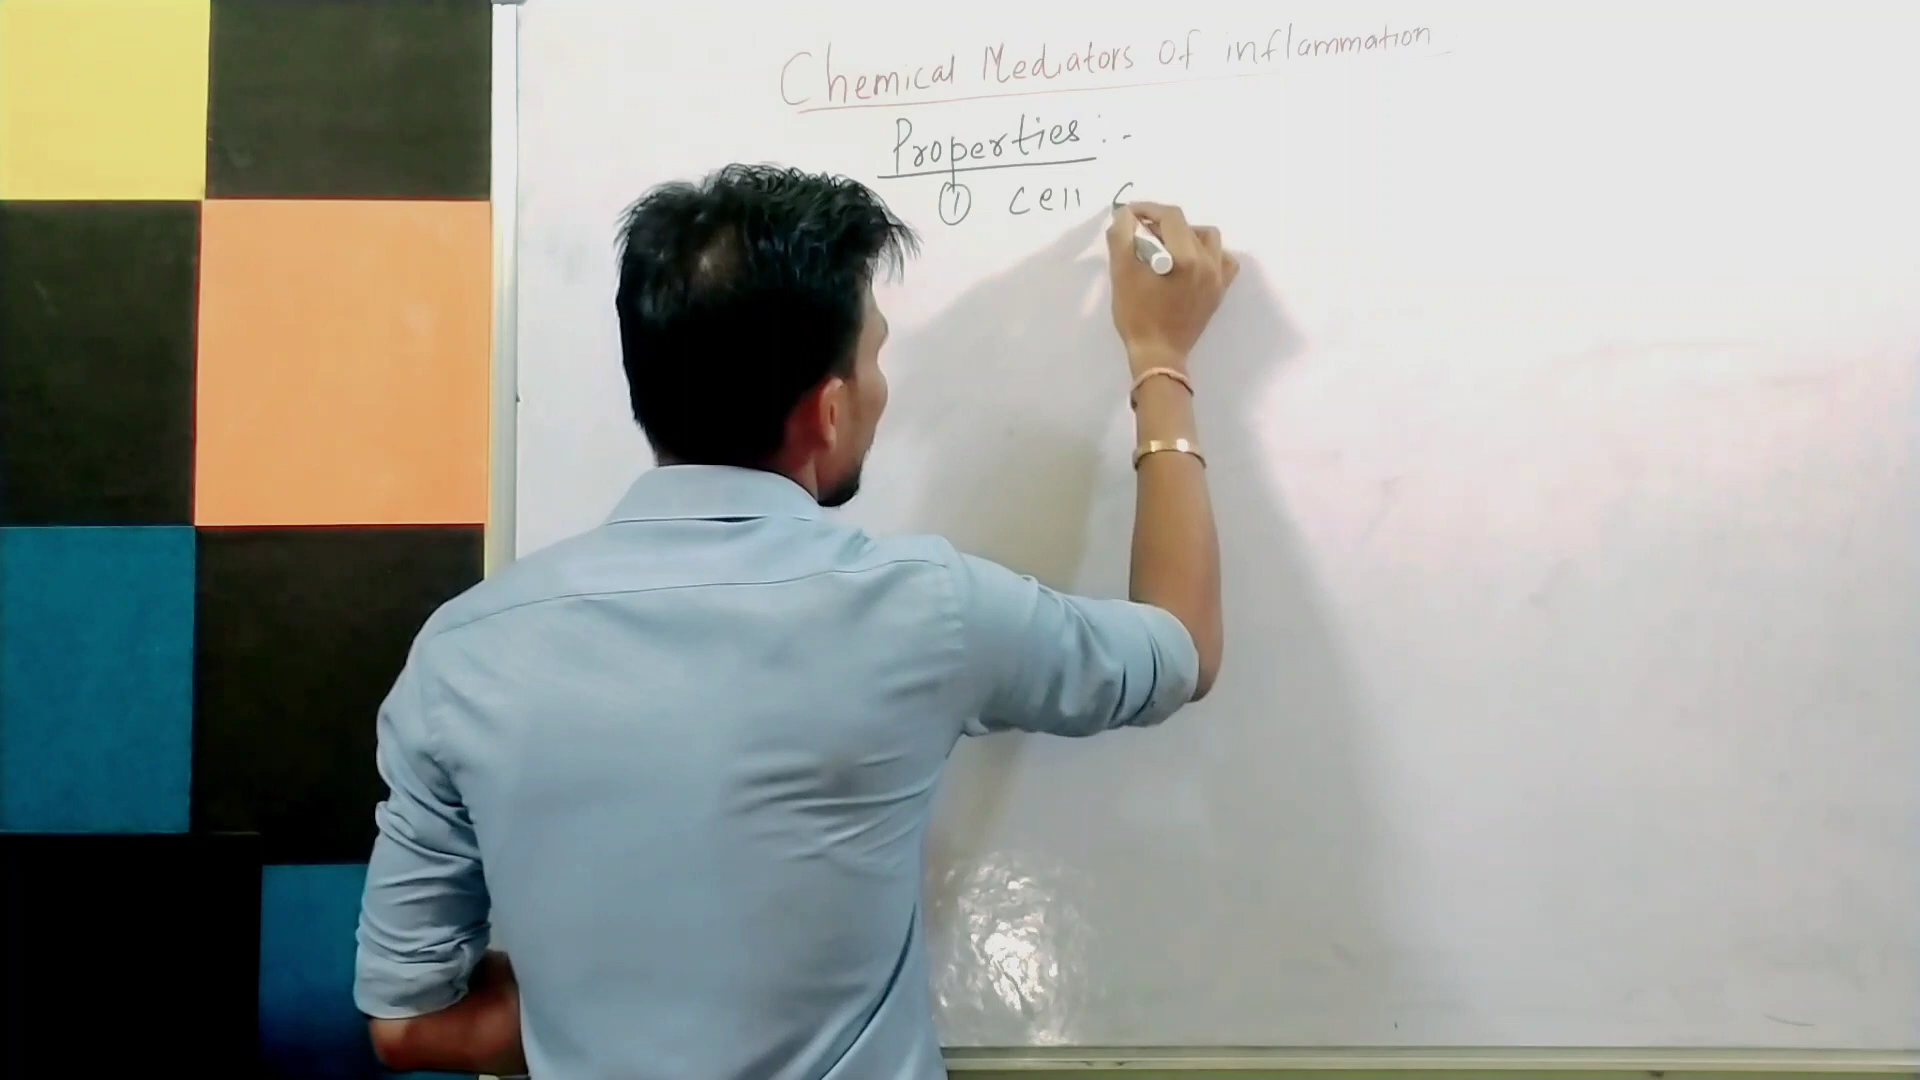 Chemical Mediators Of inflammation
Properties :-
① cell